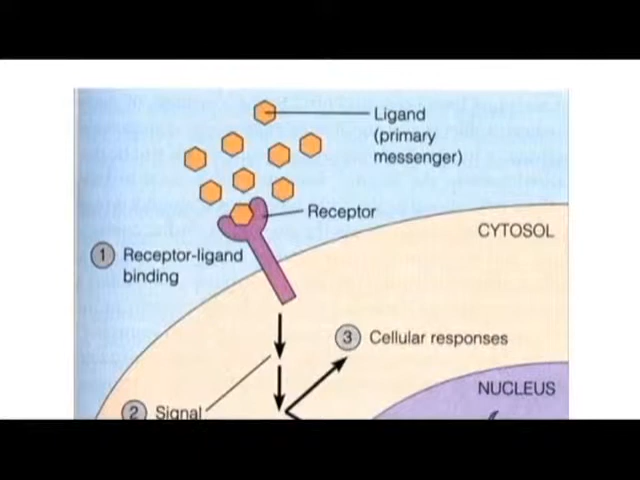 Ligand
(primary
messenger)
Receptor
CYTOSOL
1 Receptor-ligand
binding
3 Cellular responses
NUCLEUS
2 Signal